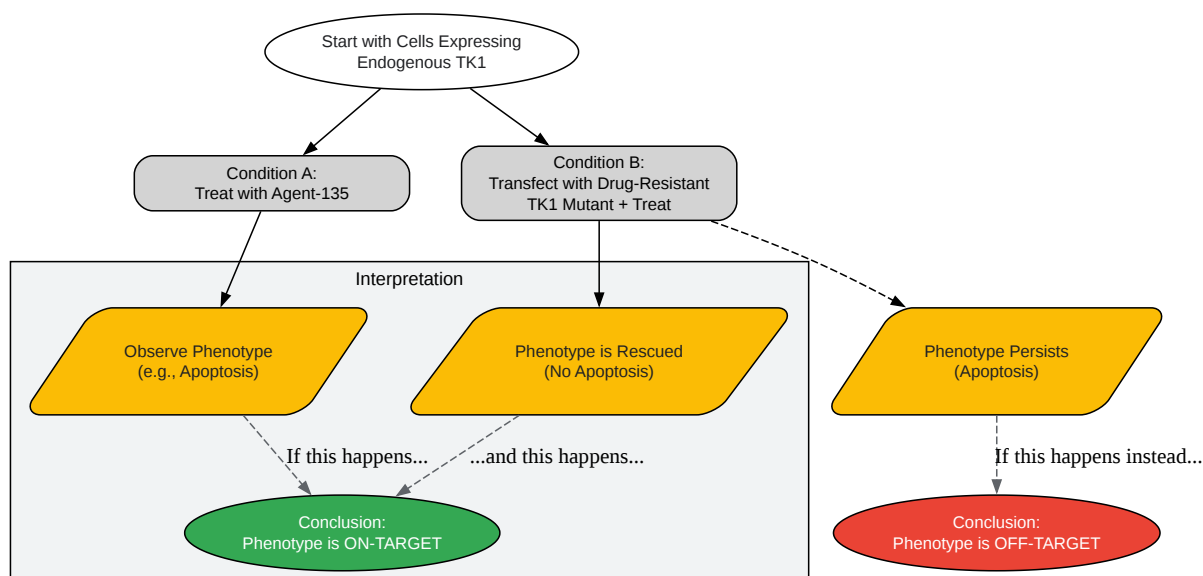 Start with Cells Expressing
Endogenous TK1
Condition A:
Treat with Agent-135
Condition B:
Transfect with Drug-Resistant
TK1 Mutant + Treat
Interpretation
Observe Phenotype
(e.g., Apoptosis)
Phenotype is Rescued
(No Apoptosis)
Phenotype Persists
(Apoptosis)
If this happens...
...and this happens...
If this happens instead...
Conclusion:
Phenotype is ON-TARGET
Conclusion:
Phenotype is OFF-TARGET